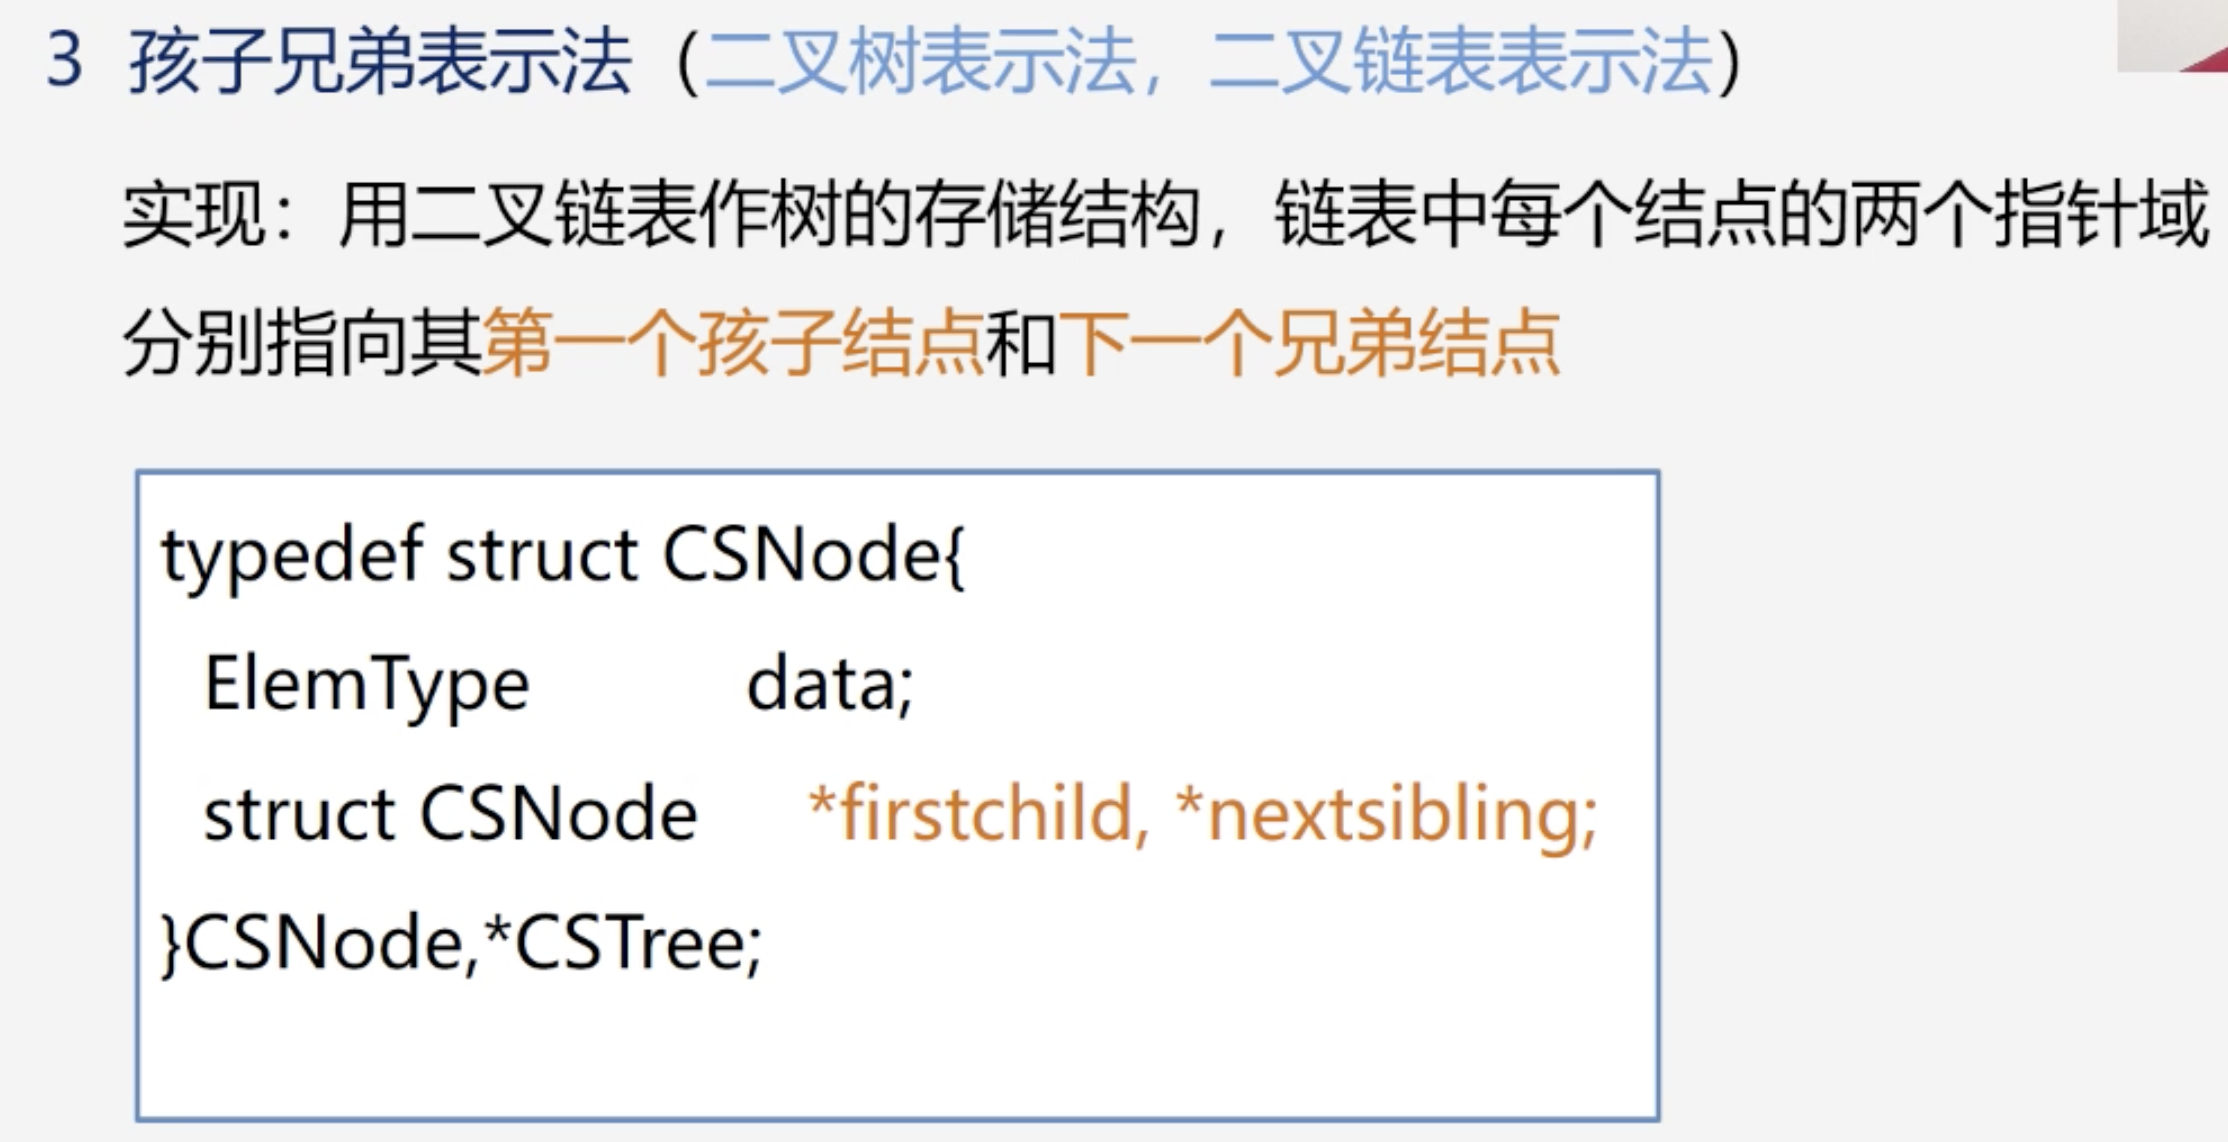 3 孩子兄弟表示法（二叉树表示法，二叉链表表示法）
实现：用二叉链表作树的存储结构，链表中每个结点的两个指针域
分别指向其第一个孩子结点和下一个兄弟结点
typedef struct CSNode{
ElemType data;
struct CSNode *firstchild, *nextsibling;
}CSNode,*CSTree;